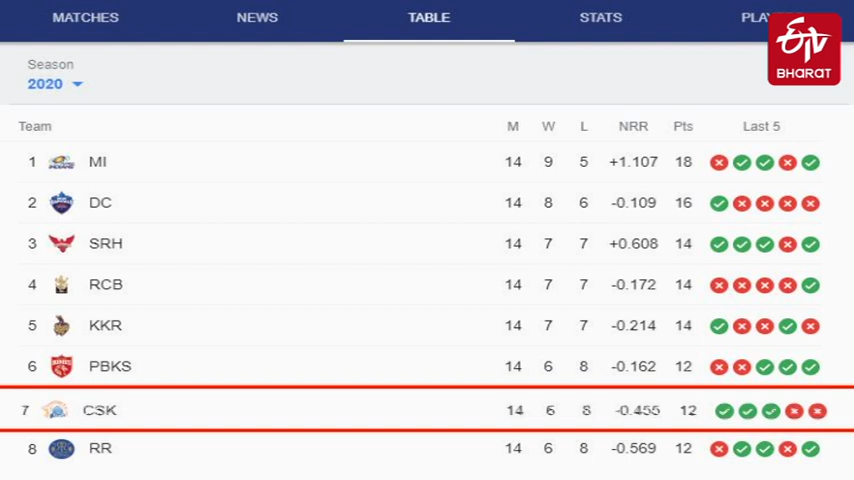 MATCHES NEWS TABLE STATS
ETV
BHARAT
Season
2020
Team M W L NRR Pts Last 5
1 MI 14 9 5 +1.107 18
2 DC 14 8 6 -0.109 16
3 SRH 14 7 7 +0.608 14
4 RCB 14 7 7 -0.172 14
5 KKR 14 7 7 -0.214 14
6 PBKS 14 6 8 -0.162 12
7 CSK 14 6 8 -0.455 12
8 RR 14 6 8 -0.569 12